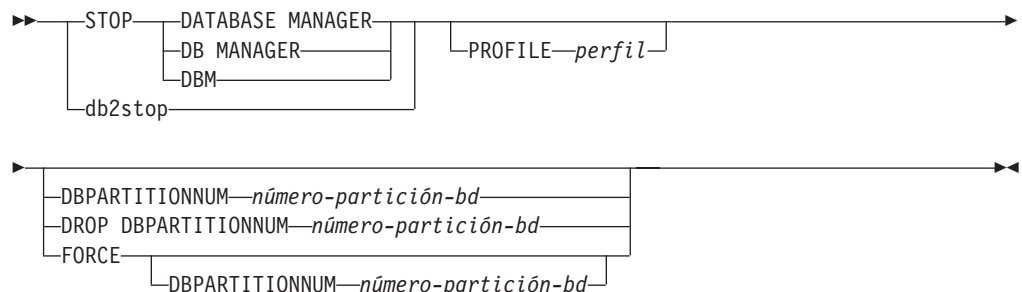 STOP DATABASE MANAGER
DB MANAGER PROFILE perfil
DBM
db2stop
DBPARTITIONNUM número-partición-bd
DROP DBPARTITIONNUM número-partición-bd
FORCE
DBPARTITIONNUM número-partición-bd